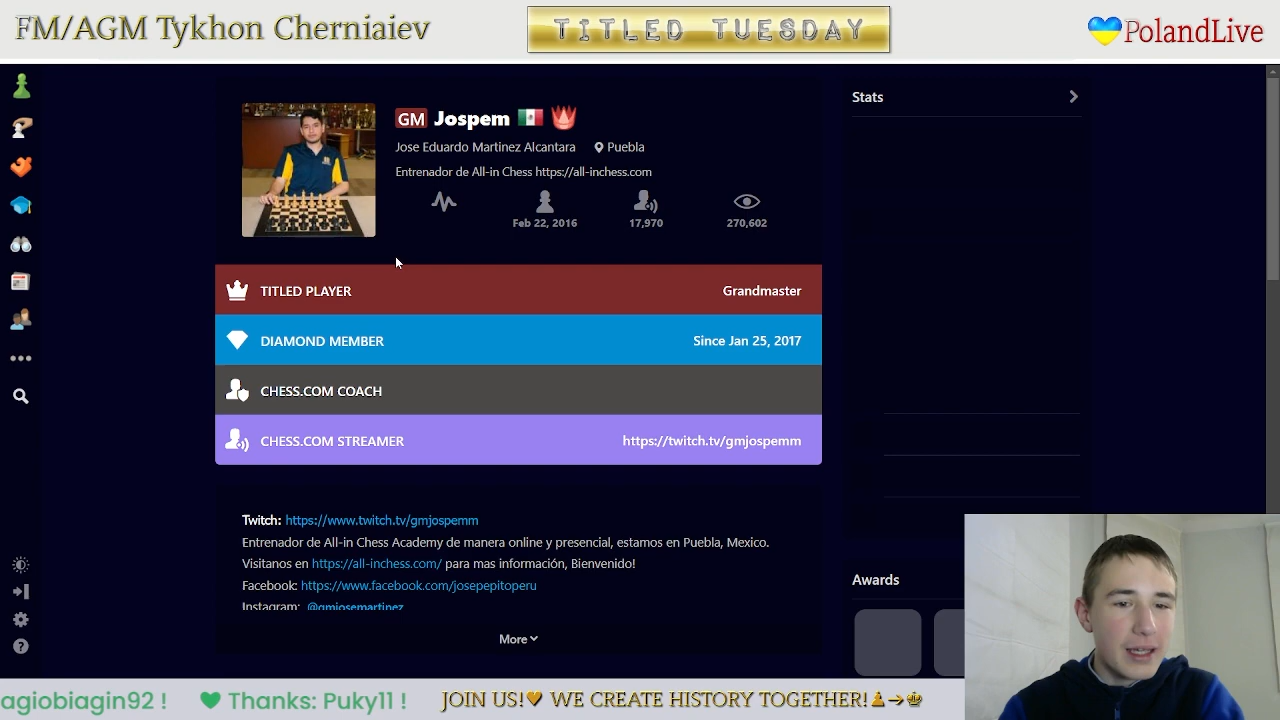 FM/AGM Tykhon Cherniaiev
TITLED TUESDAY
PolandLive
GM Jospem
Jose Eduardo Martinez Alcantara Puebla
Entrenador de All-in Chess https://all-inchess.com
Feb 22, 2016 17,970 270,602
Stats
TITLED PLAYER Grandmaster
DIAMOND MEMBER Since Jan 25, 2017
CHESS.COM COACH
CHESS.COM STREAMER https://twitch.tv/gmjospemm
Twitch: https://www.twitch.tv/gmjospemm
Entrenador de All-in Chess Academy de manera online y presencial, estamos en Puebla, Mexico.
Visitanos en https://all-inchess.com/ para mas información, Bienvenido!
Facebook: https://www.facebook.com/josepepitoperu
Instagram: @gmjosemartinez
More
Awards
agiobiagin92 ! Thanks: Puky11 ! JOIN US! WE CREATE HISTORY TOGETHER!